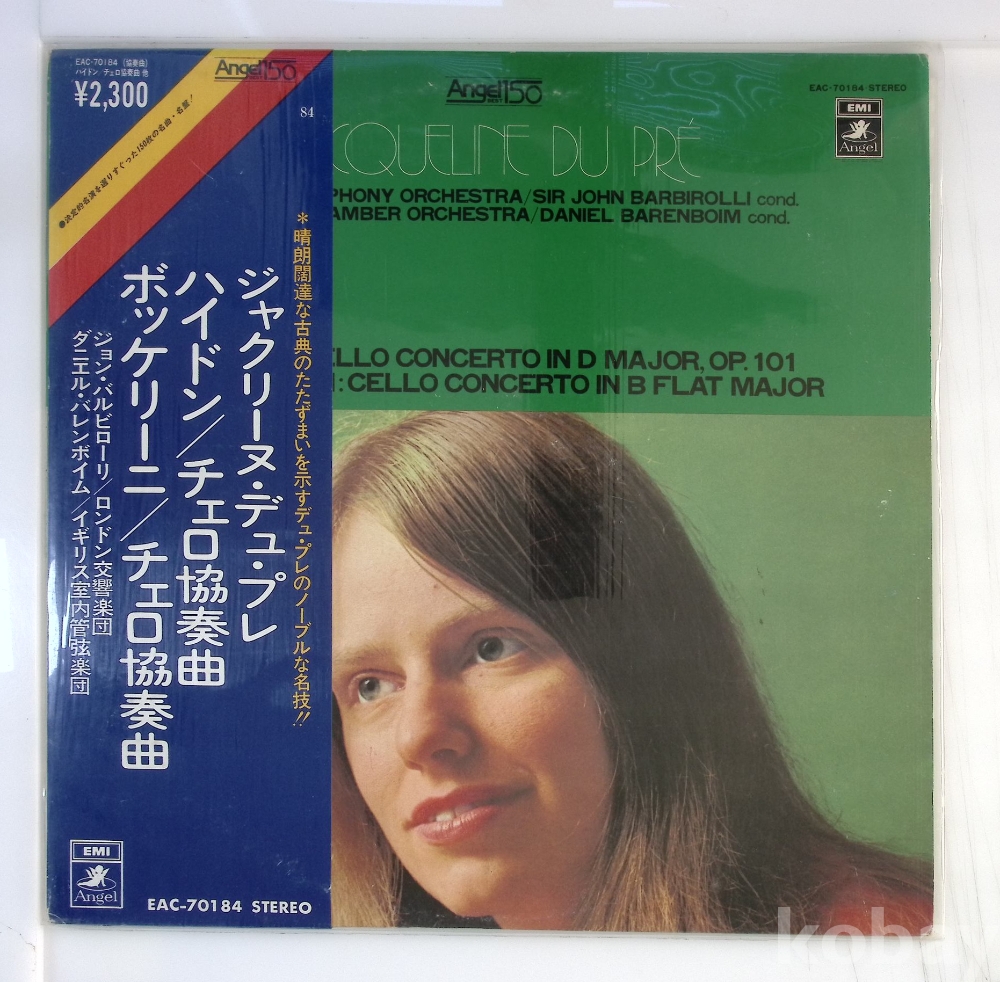 EAC-70184 (協奏曲)
ハイドン/チェロ協奏曲 他
¥2,300
Angel BEST 150
84
●決定的名演を選りすぐった150枚の名曲・名盤！
*晴朗闊達な古典のたたずまいを示すデュ・プレのノーブルな名技!!
ジャクリーヌ・デュ・プレ
ハイドン/チェロ協奏曲
ボッケリーニ/チェロ協奏曲
ジョン・バルビローリ/ロンドン交響楽団
ダニエル・バレンボイム/イギリス室内管弦楽団
EMI
Angel
EAC-70184 STEREO
Angel BEST 150
EAC-70184 STEREO
EMI
Angel
CQUELINE DU PRÉ
PHONY ORCHESTRA/SIR JOHN BARBIROLLI cond.
AMBER ORCHESTRA/DANIEL BARENBOIM cond.
ELLO CONCERTO IN D MAJOR, OP. 101
I: CELLO CONCERTO IN B FLAT MAJOR
koba